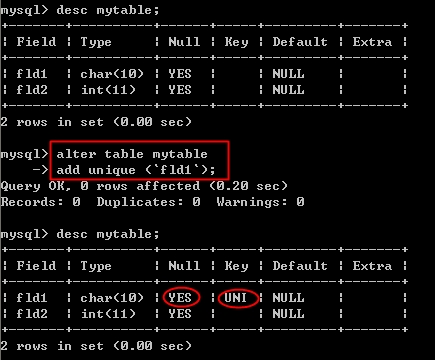 mysql> desc mytable;
+-------+----------+------+-----+---------+-------+
| Field | Type     | Null | Key | Default | Extra |
+-------+----------+------+-----+---------+-------+
| fld1  | char(10) | YES  |     | NULL    |       |
| fld2  | int(11)  | YES  |     | NULL    |       |
+-------+----------+------+-----+---------+-------+
2 rows in set (0.00 sec)
mysql> alter table mytable
    -> add unique (`fld1`);
Query OK, 0 rows affected (0.20 sec)
Records: 0  Duplicates: 0  Warnings: 0
mysql> desc mytable;
+-------+----------+------+-----+---------+-------+
| Field | Type     | Null | Key | Default | Extra |
+-------+----------+------+-----+---------+-------+
| fld1  | char(10) | YES  | UNI | NULL    |       |
| fld2  | int(11)  | YES  |     | NULL    |       |
+-------+----------+------+-----+---------+-------+
2 rows in set (0.00 sec)